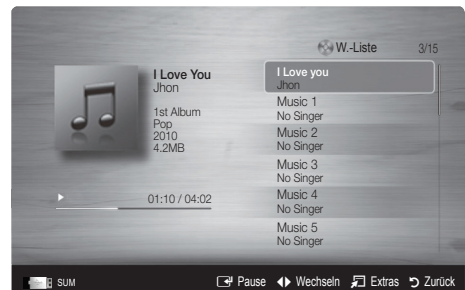 W.-Liste 3/15
I Love You
Jhon
1st Album
Pop
2010
4.2MB
01:10 / 04:02
I Love you
Jhon
Music 1
No Singer
Music 2
No Singer
Music 3
No Singer
Music 4
No Singer
Music 5
No Singer
SUM Pause Wechseln Extras Zurück